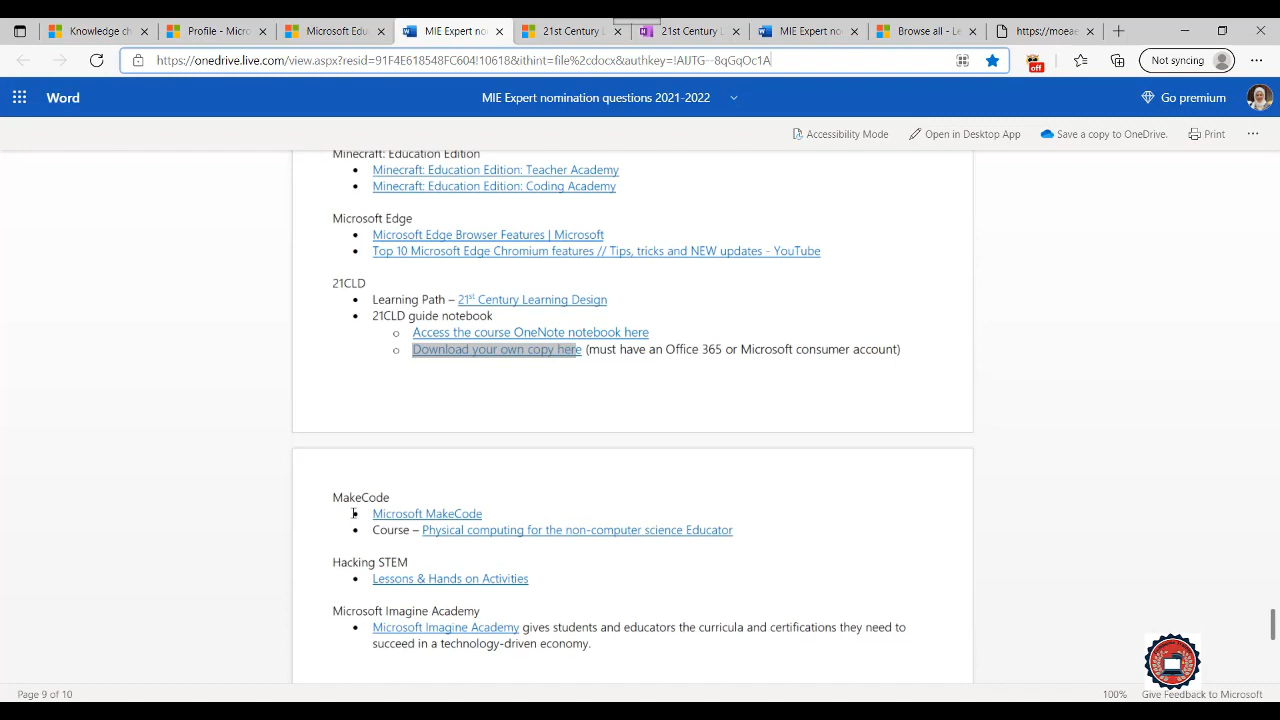 Knowledge ch
Profile - Micro
Microsoft Edu
MIE Expert no
21st Century L
21st Century L
MIE Expert no
Browse all - Le
https://moeae
https://onedrive.live.com/view.aspx?resid=91F4E618548FC604!10618&ithint=file%2cdocx&authkey=!AIJTG--8qGqOc1A
off
Not syncing
Word
MIE Expert nomination questions 2021-2022
Go premium
Accessibility Mode
Open in Desktop App
Save a copy to OneDrive.
Print
Minecraft: Education Edition
• Minecraft: Education Edition: Teacher Academy
• Minecraft: Education Edition: Coding Academy
Microsoft Edge
• Microsoft Edge Browser Features | Microsoft
• Top 10 Microsoft Edge Chromium features // Tips, tricks and NEW updates - YouTube
21CLD
• Learning Path – 21st Century Learning Design
• 21CLD guide notebook
o Access the course OneNote notebook here
o Download your own copy here (must have an Office 365 or Microsoft consumer account)
MakeCode
• Microsoft MakeCode
• Course – Physical computing for the non-computer science Educator
Hacking STEM
• Lessons & Hands on Activities
Microsoft Imagine Academy
• Microsoft Imagine Academy gives students and educators the curricula and certifications they need to
succeed in a technology-driven economy.
Page 9 of 10
100%
Give Feedback to Microsoft